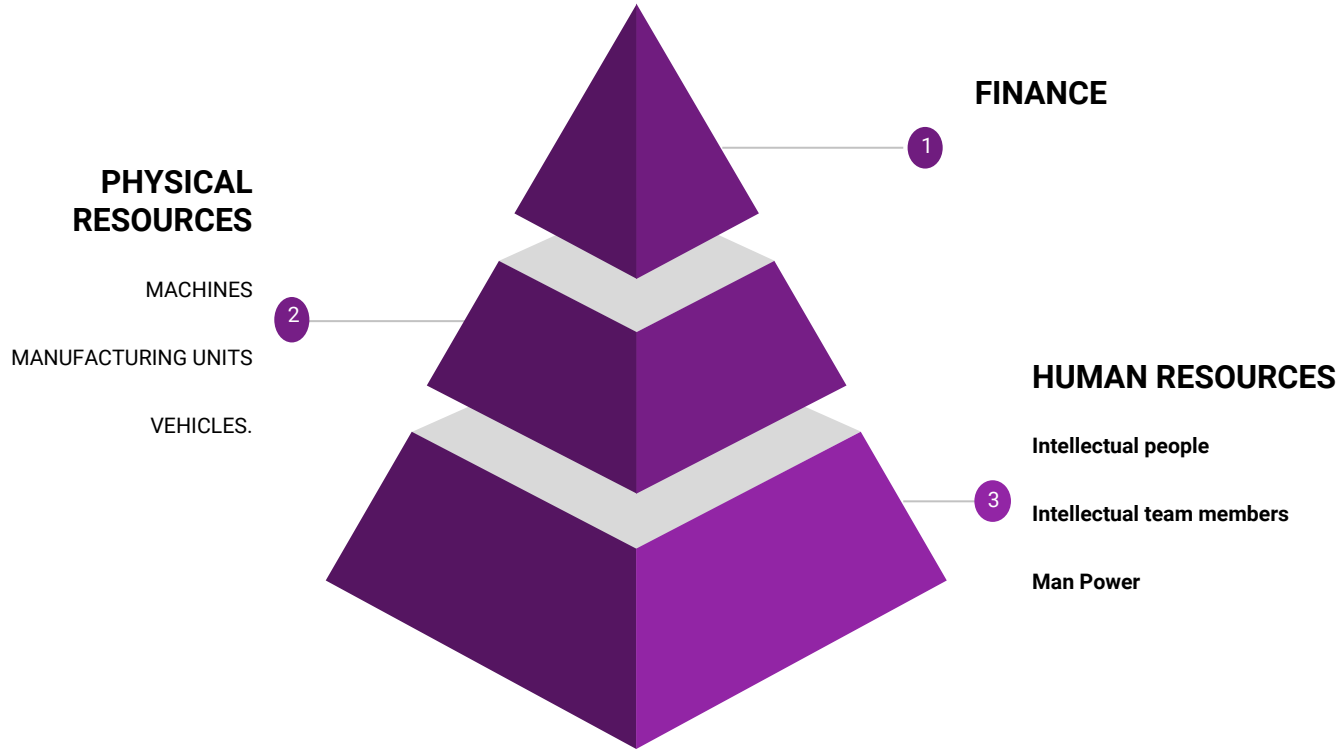 FINANCE
1
PHYSICAL
RESOURCES
MACHINES
2
MANUFACTURING UNITS
VEHICLES.
HUMAN RESOURCES
Intellectual people
3
Intellectual team members
Man Power